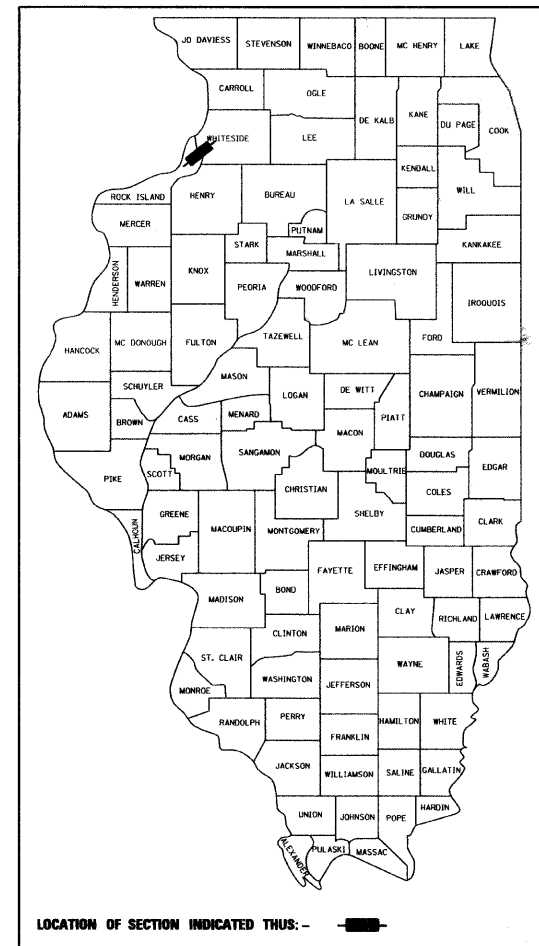 JO DAVIESS STEVENSON WINNEBAGO BOONE MC HENRY LAKE
CARROLL OGLE
DE KALB KANE DU PAGE COOK
WHITESIDE LEE
KENDALL WILL
ROCK ISLAND HENRY BUREAU LA SALLE GRUNDY
MERCER PUTNAM
STARK MARSHALL KANKAKEE
HENDERSON WARREN KNOX PEORIA WOODFORD LIVINGSTON IROQUOIS
HANCOCK MC DONOUGH FULTON TAZEWELL MC LEAN FORD
SCHUYLER MASON LOGAN DE WITT CHAMPAIGN VERMILION
ADAMS BROWN CASS MENARD MACON PIATT
PIKE SCOTT MORGAN SANGAMON MOULTRIE DOUGLAS EDGAR
CHRISTIAN COLES
CALHOUN GREENE MACOUPIN MONTGOMERY SHELBY CUMBERLAND CLARK
JERSEY
FAYETTE EFFINGHAM JASPER CRAWFORD
MADISON BOND
CLAY RICHLAND LAWRENCE
CLINTON MARION
ST. CLAIR WAYNE EDWARDS WABASH
WASHINGTON JEFFERSON
MONROE
RANDOLPH PERRY HAMILTON WHITE
FRANKLIN
JACKSON WILLIAMSON SALINE GALLATIN
HARDIN
UNION JOHNSON POPE
ALEXANDER PULASKI MASSAC
LOCATION OF SECTION INDICATED THUS: -